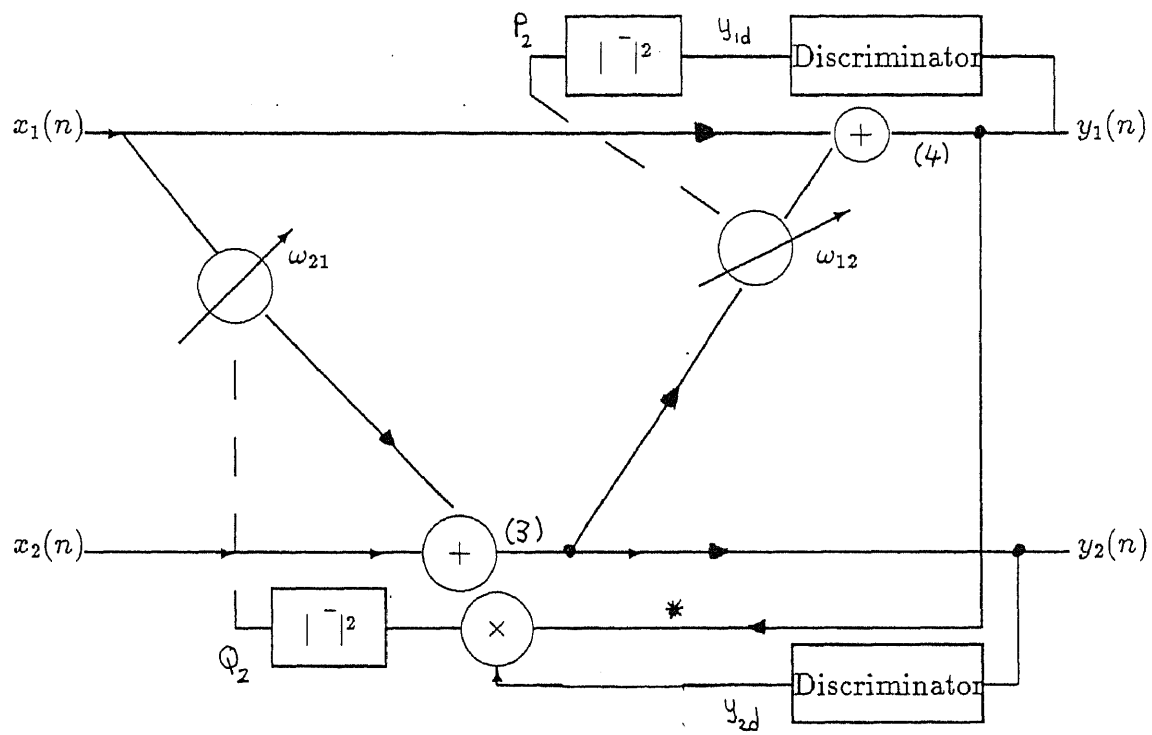 P₂ | ¯|² y₁d Discriminator
x₁(n) + (4) y₁(n)
ω₂₁ ω₁₂
x₂(n) + (3) y₂(n)
Q₂ | ¯|² × *
y₂d Discriminator